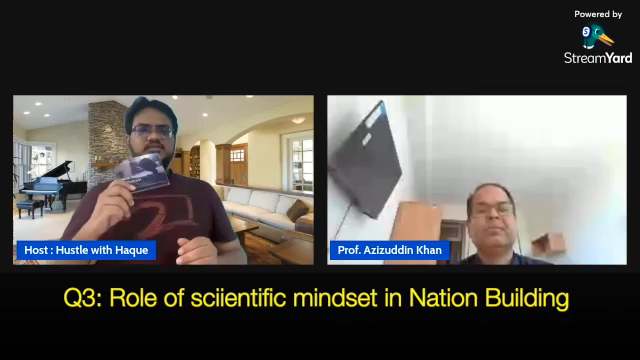 Powered by
StreamYard
Host : Hustle with Haque
Prof. Azizuddin Khan
Q3: Role of sciientific mindset in Nation Building